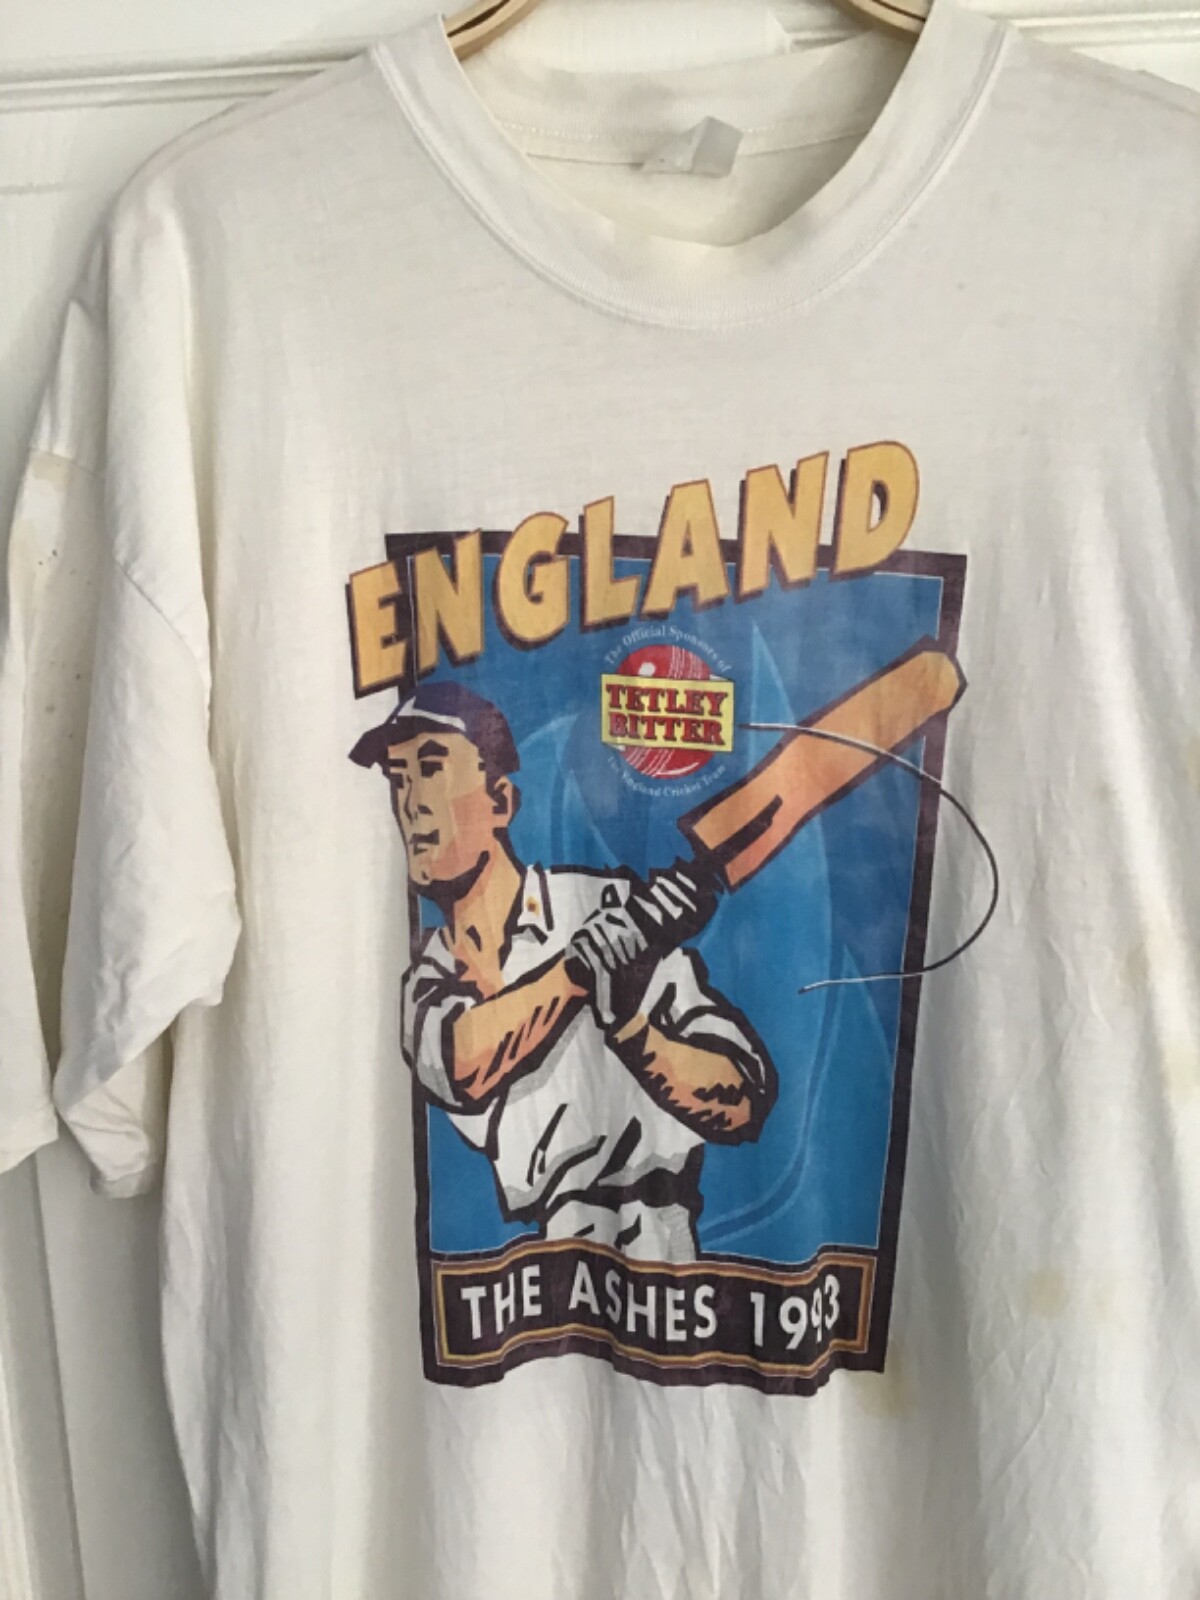 ENGLAND
The Official Sponsors of
TETLEY
BITTER
The England Cricket Team
THE ASHES 1993